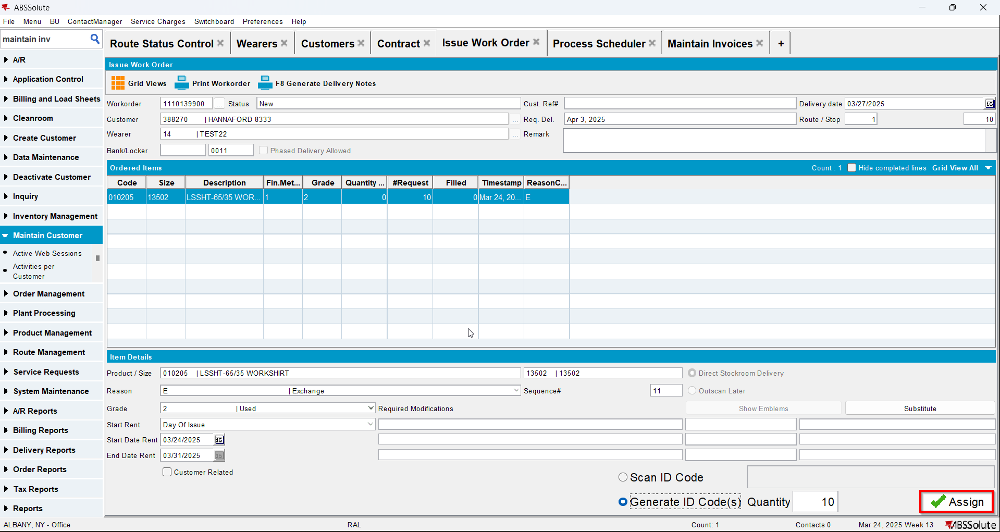 ABSSolute
File Menu BU ContactManager Service Charges Switchboard Preferences Help
maintain inv
Route Status Control Wearers Customers Contract Issue Work Order Process Scheduler Maintain Invoices +
A/R
Application Control
Billing and Load Sheets
Cleanroom
Create Customer
Data Maintenance
Deactivate Customer
Inquiry
Inventory Management
Maintain Customer
Active Web Sessions
Activities per
Customer
Order Management
Plant Processing
Product Management
Route Management
Service Requests
System Maintenance
A/R Reports
Billing Reports
Delivery Reports
Order Reports
Tax Reports
Reports
Issue Work Order
Grid Views Print Workorder F8 Generate Delivery Notes
Workorder 1110139900 ... Status New Cust. Ref# Delivery date 03/27/2025 16
Customer 388270 | HANNAFORD 8333 ... Req. Del. Apr 3, 2025 Route / Stop 1 10
Wearer 14 | TEST22 ... Remark
Bank/Locker 0011 Phased Delivery Allowed
Ordered Items Count : 1 Hide completed lines Grid View All
Code Size Description Fin.Met... Grade Quantity ... #Request Filled Timestamp ReasonC...
010205 13502 LSSHT-65/35 WOR... 1 2 0 10 0 Mar 24, 20... E
Item Details
Product / Size 010205 | LSSHT-65/35 WORKSHIRT 13502 | 13502 Direct Stockroom Delivery
Reason E | Exchange Sequence# 11 Outscan Later
Grade 2 | Used Required Modifications Show Emblems Substitute
Start Rent Day Of Issue
Start Date Rent 03/24/2025 16
End Date Rent 03/31/2025 16
Customer Related
Scan ID Code
Generate ID Code(s) Quantity 10 Assign
ALBANY, NY - Office RAL Count: 1 Contacts 0 Mar 24, 2025 Week 13 ABSSolute